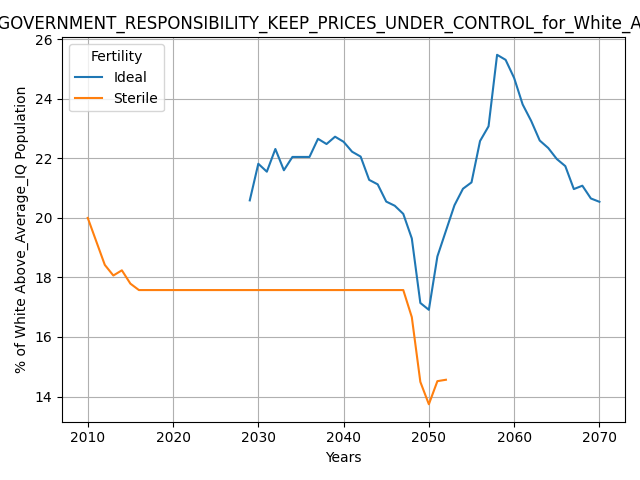 GOVERNMENT_RESPONSIBILITY_KEEP_PRICES_UNDER_CONTROL_for_White_A
Fertility
Ideal
Sterile
% of White Above_Average_IQ Population
26
24
22
20
18
16
14
2010 2020 2030 2040 2050 2060 2070
Years